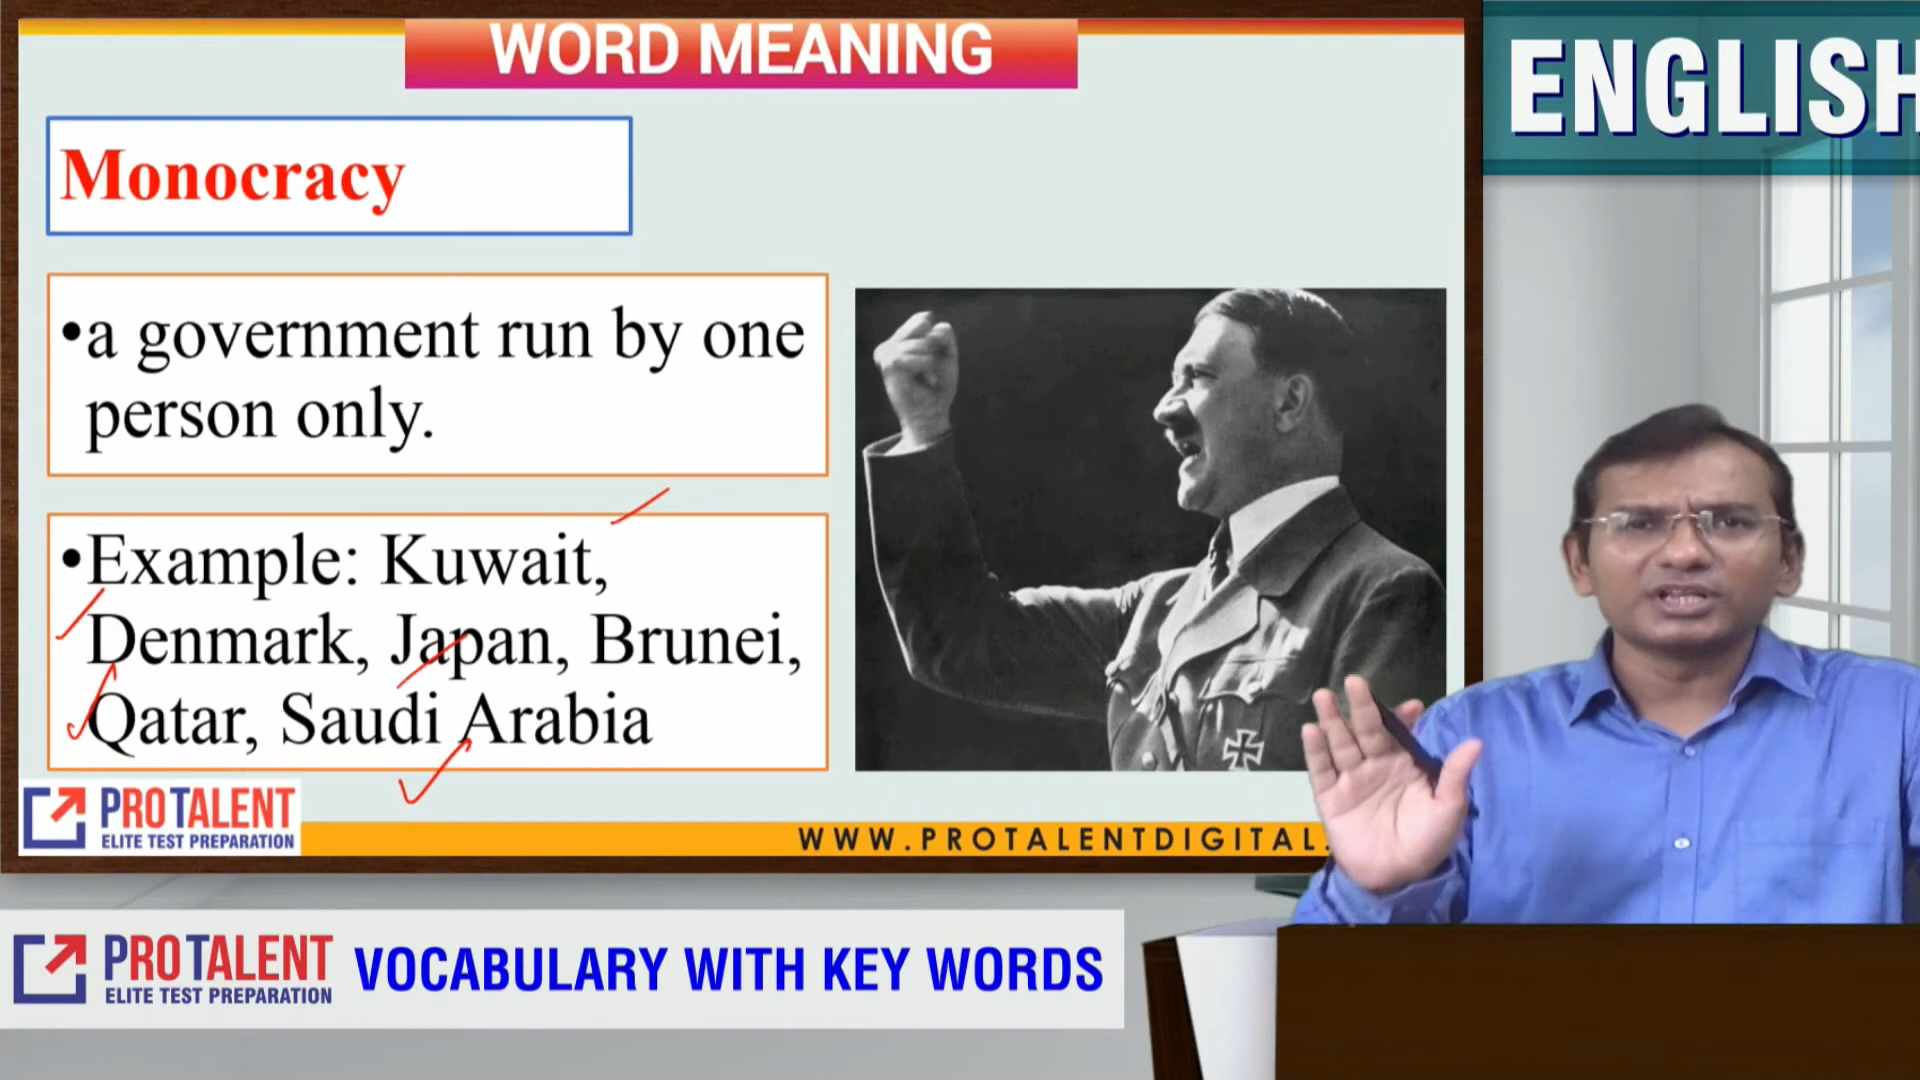 WORD MEANING
ENGLISH
Monocracy
•a government run by one
person only.
•Example: Kuwait,
Denmark, Japan, Brunei,
Qatar, Saudi Arabia
PROTALENT
ELITE TEST PREPARATION
WWW.PROTALENTDIGITAL.
PROTALENT
ELITE TEST PREPARATION
VOCABULARY WITH KEY WORDS